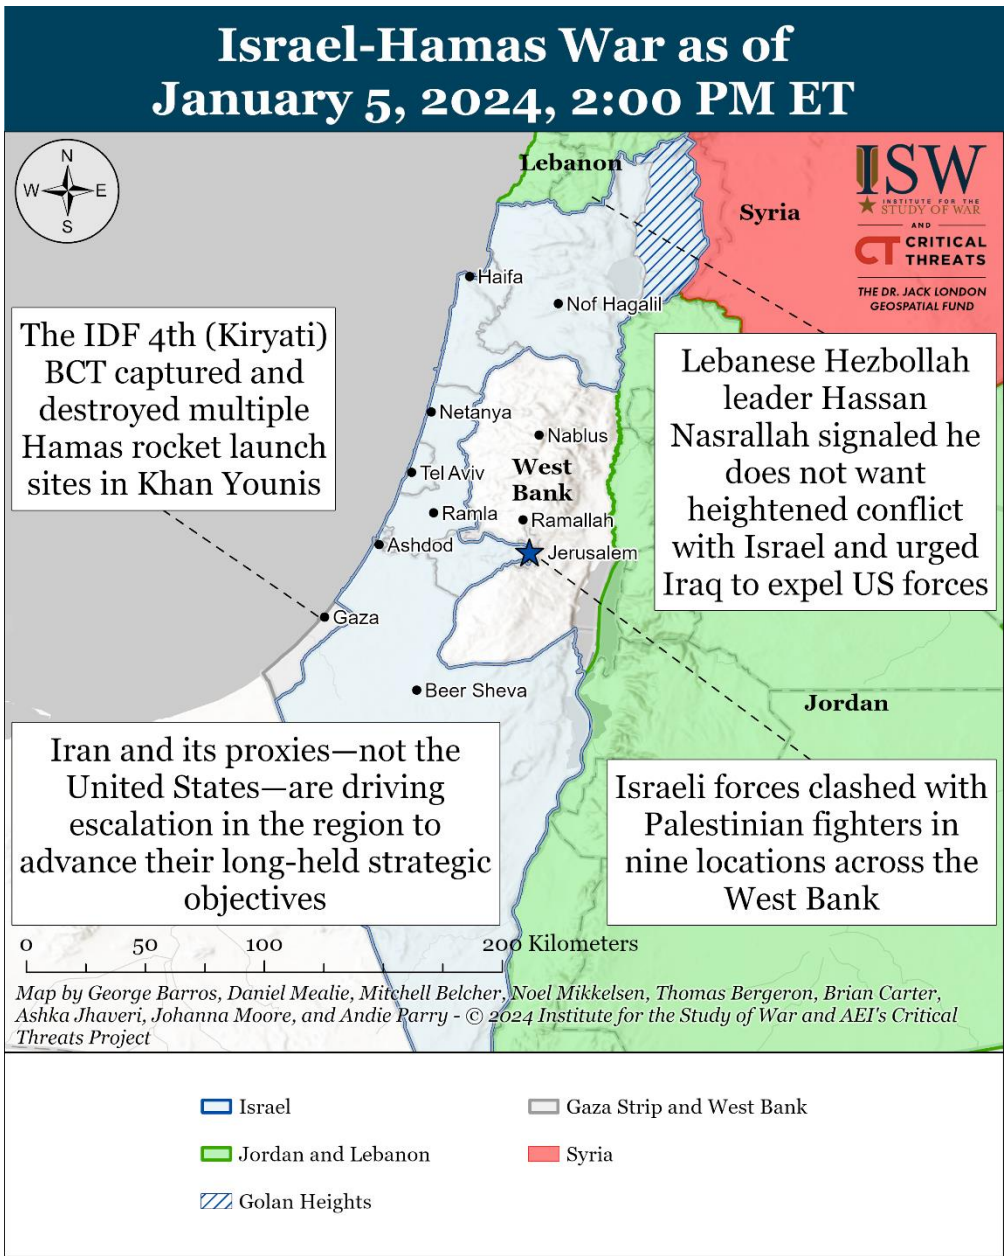 Israel-Hamas War as of
January 5, 2024, 2:00 PM ET
N
W
E
S
Lebanon
Syria
ISW
INSTITUTE FOR THE
STUDY OF WAR
AND
CT CRITICAL
THREATS
THE DR. JACK LONDON
GEOSPATIAL FUND
Haifa
Nof Hagalil
The IDF 4th (Kiryati)
BCT captured and
destroyed multiple
Hamas rocket launch
sites in Khan Younis
Lebanese Hezbollah
leader Hassan
Nasrallah signaled he
does not want
heightened conflict
with Israel and urged
Iraq to expel US forces
Netanya
Nablus
West
Bank
Tel Aviv
Ramla
Ramallah
Ashdod
Jerusalem
Gaza
Beer Sheva
Jordan
Iran and its proxies—not the
United States—are driving
escalation in the region to
advance their long-held strategic
objectives
Israeli forces clashed with
Palestinian fighters in
nine locations across the
West Bank
0 50 100 200 Kilometers
Map by George Barros, Daniel Mealie, Mitchell Belcher, Noel Mikkelsen, Thomas Bergeron, Brian Carter,
Ashka Jhaveri, Johanna Moore, and Andie Parry - © 2024 Institute for the Study of War and AEI's Critical
Threats Project
Israel
Gaza Strip and West Bank
Jordan and Lebanon
Syria
Golan Heights